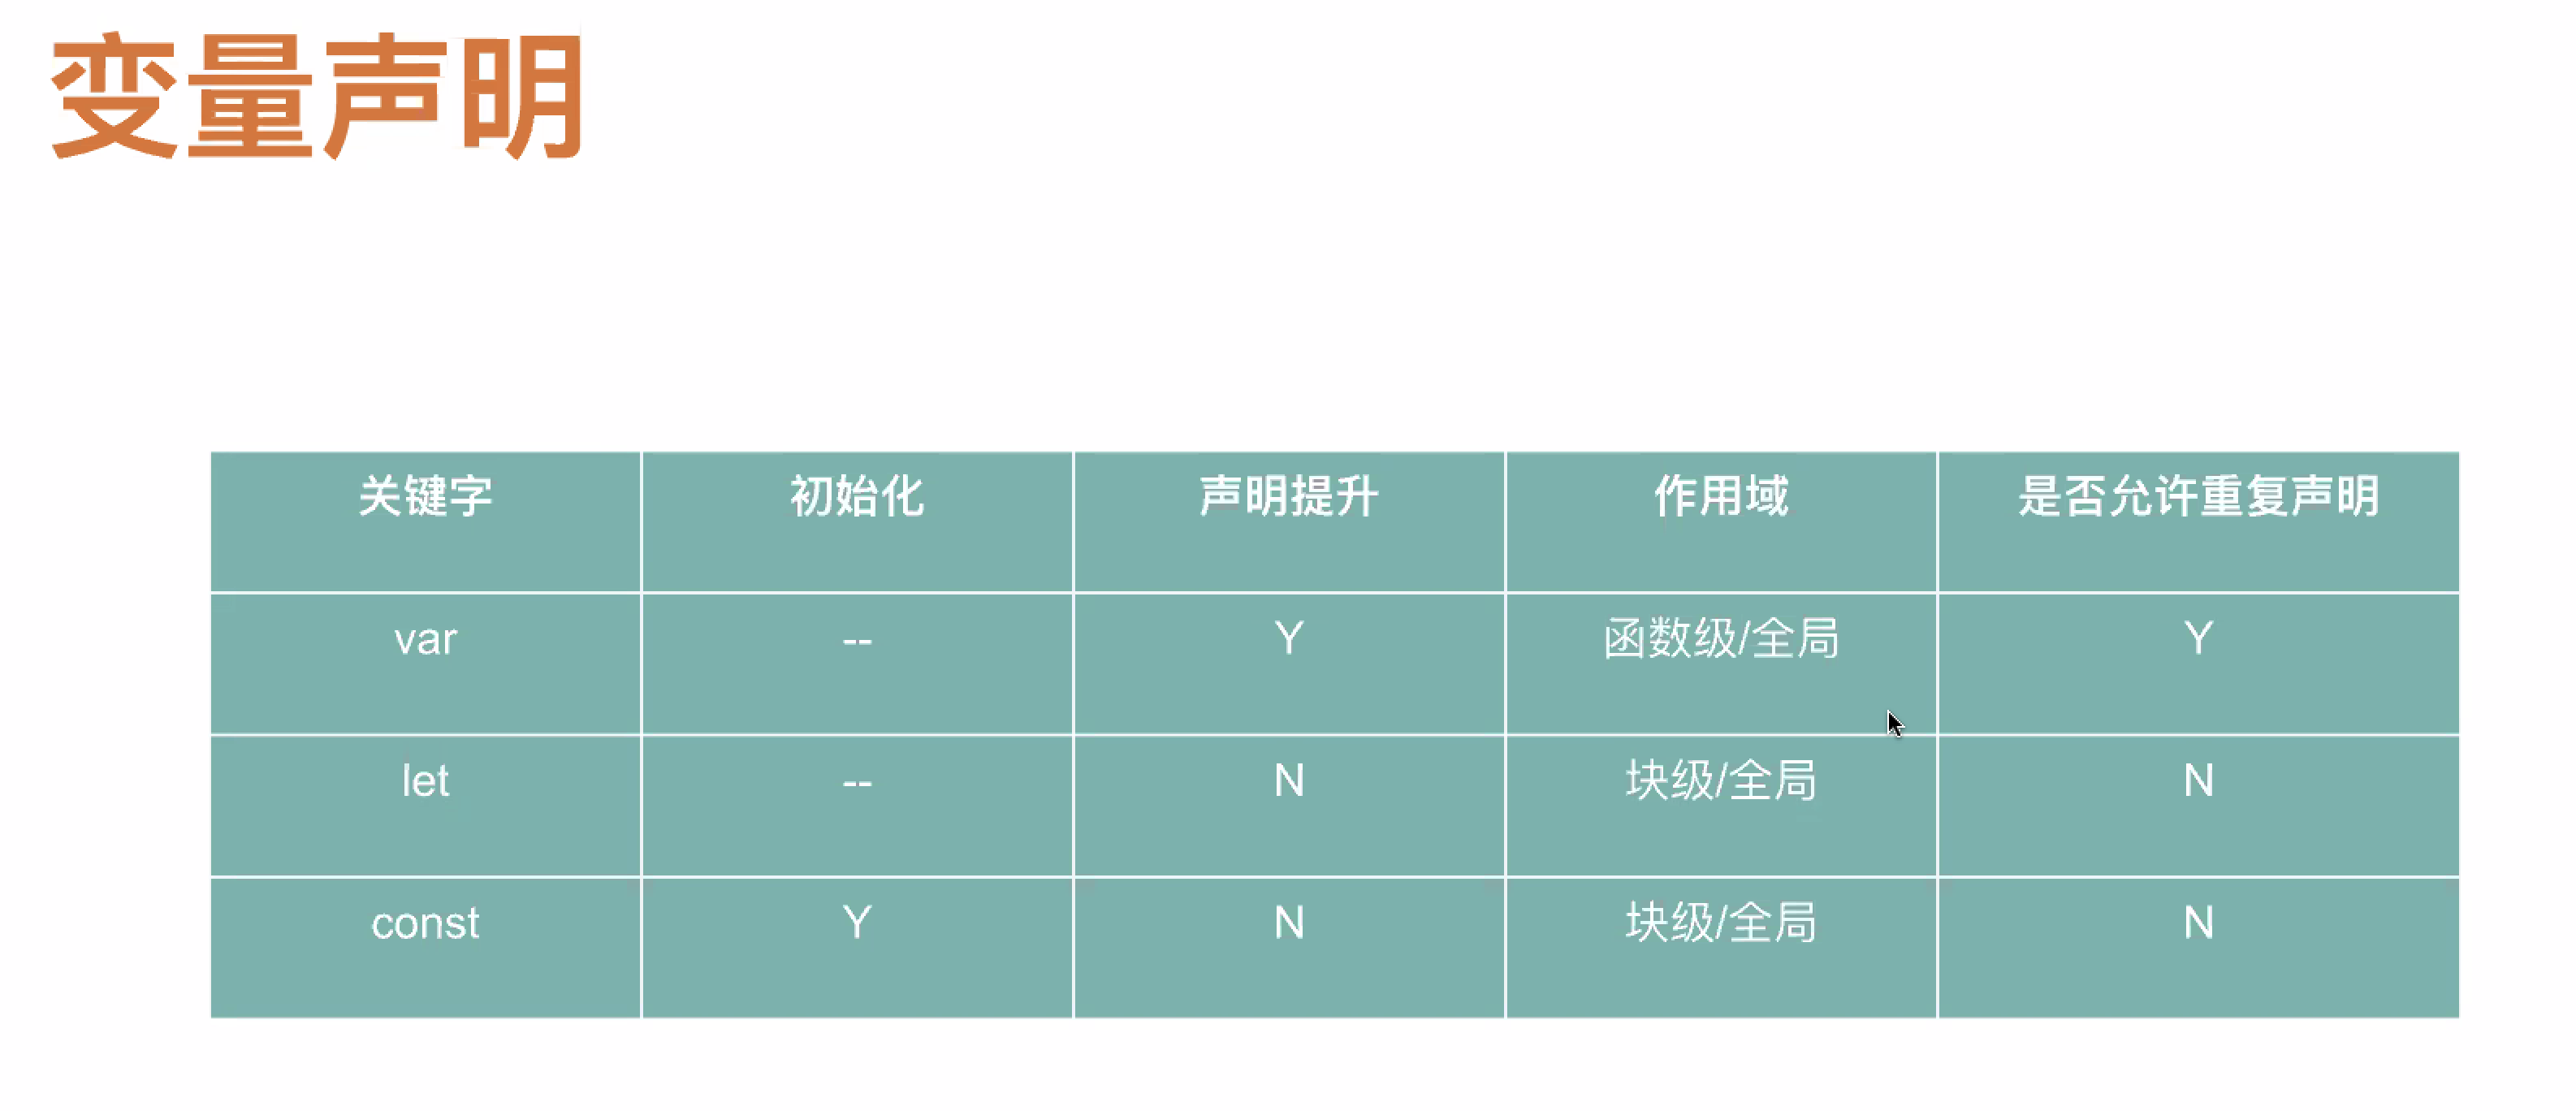 变量声明
关键字 初始化 声明提升 作用域 是否允许重复声明
var -- Y 函数级/全局 Y
let -- N 块级/全局 N
const Y N 块级/全局 N